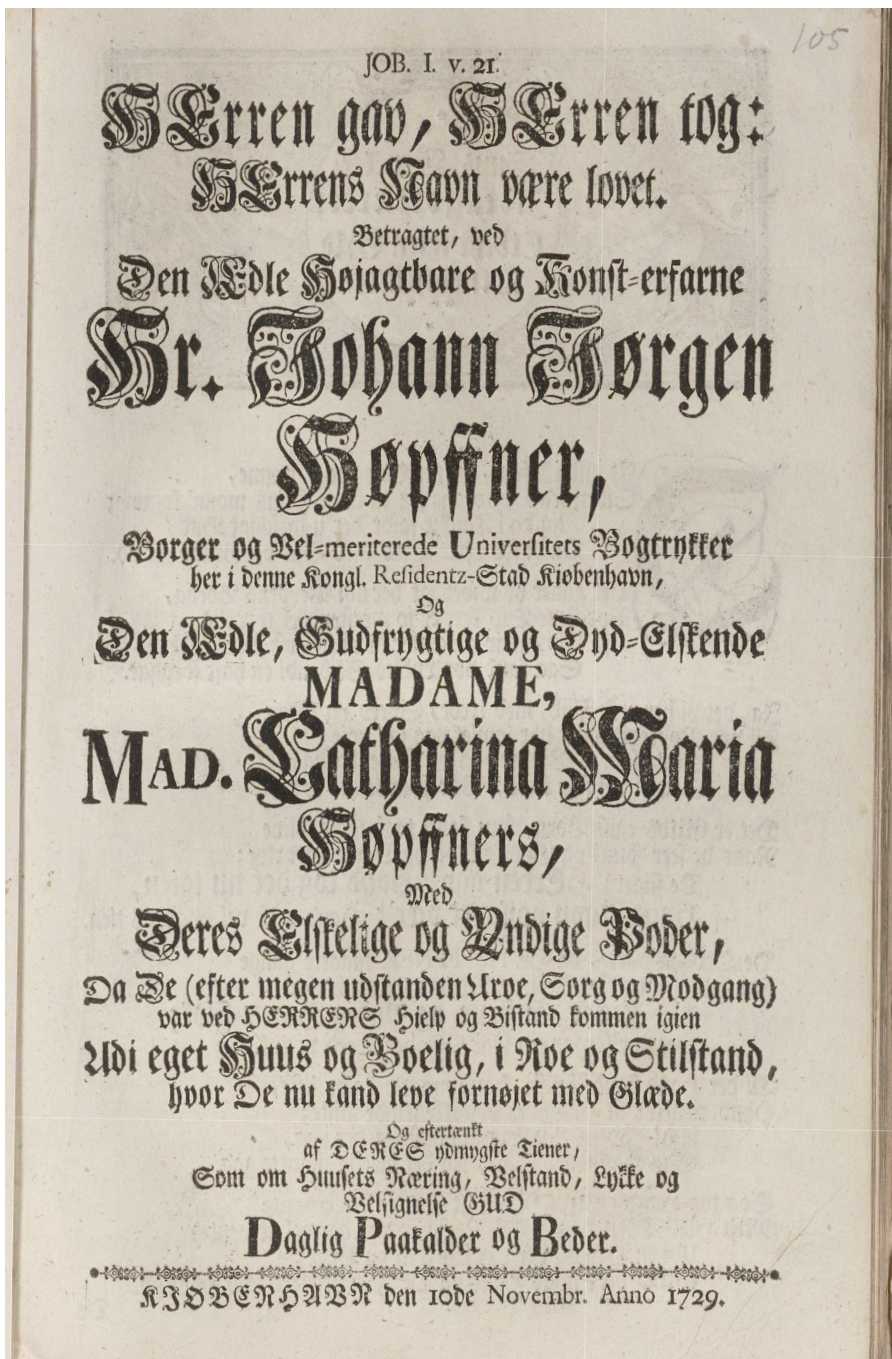 105
JOB. I. v. 21.
HErren gav, HErren tog:
HErrens Navn være lovet.
Betragtet, ved
Den Ædle Højagtbare og Konst-erfarne
Hr. Johann Jørgen
Høpffner,
Borger og Vel-meriterede Universitets Bogtrykker
her i denne Kongl. Residentz-Stad Kiøbenhavn,
Og
Den Ædle, Gudfrygtige og Dyd-Elskende
MADAME,
MAD. Catharina Maria
Høpffners,
Med
Deres Elskelige og Yndige Poder,
Da De (efter megen udstanden Uroe, Sorg og Modgang)
var ved HERRENS Hielp og Bistand kommen igien
Udi eget Huus og Boelig, i Roe og Stilstand,
hvor De nu kand leve fornøjet med Glæde.
Og eftertænkt
af DERES ydmygste Tiener,
Som om Huusets Næring, Velstand, Lykke og
Velsignelse GUD
Daglig Paakalder og Beder.
KIØBENHAVN den 10de Novembr. Anno 1729.